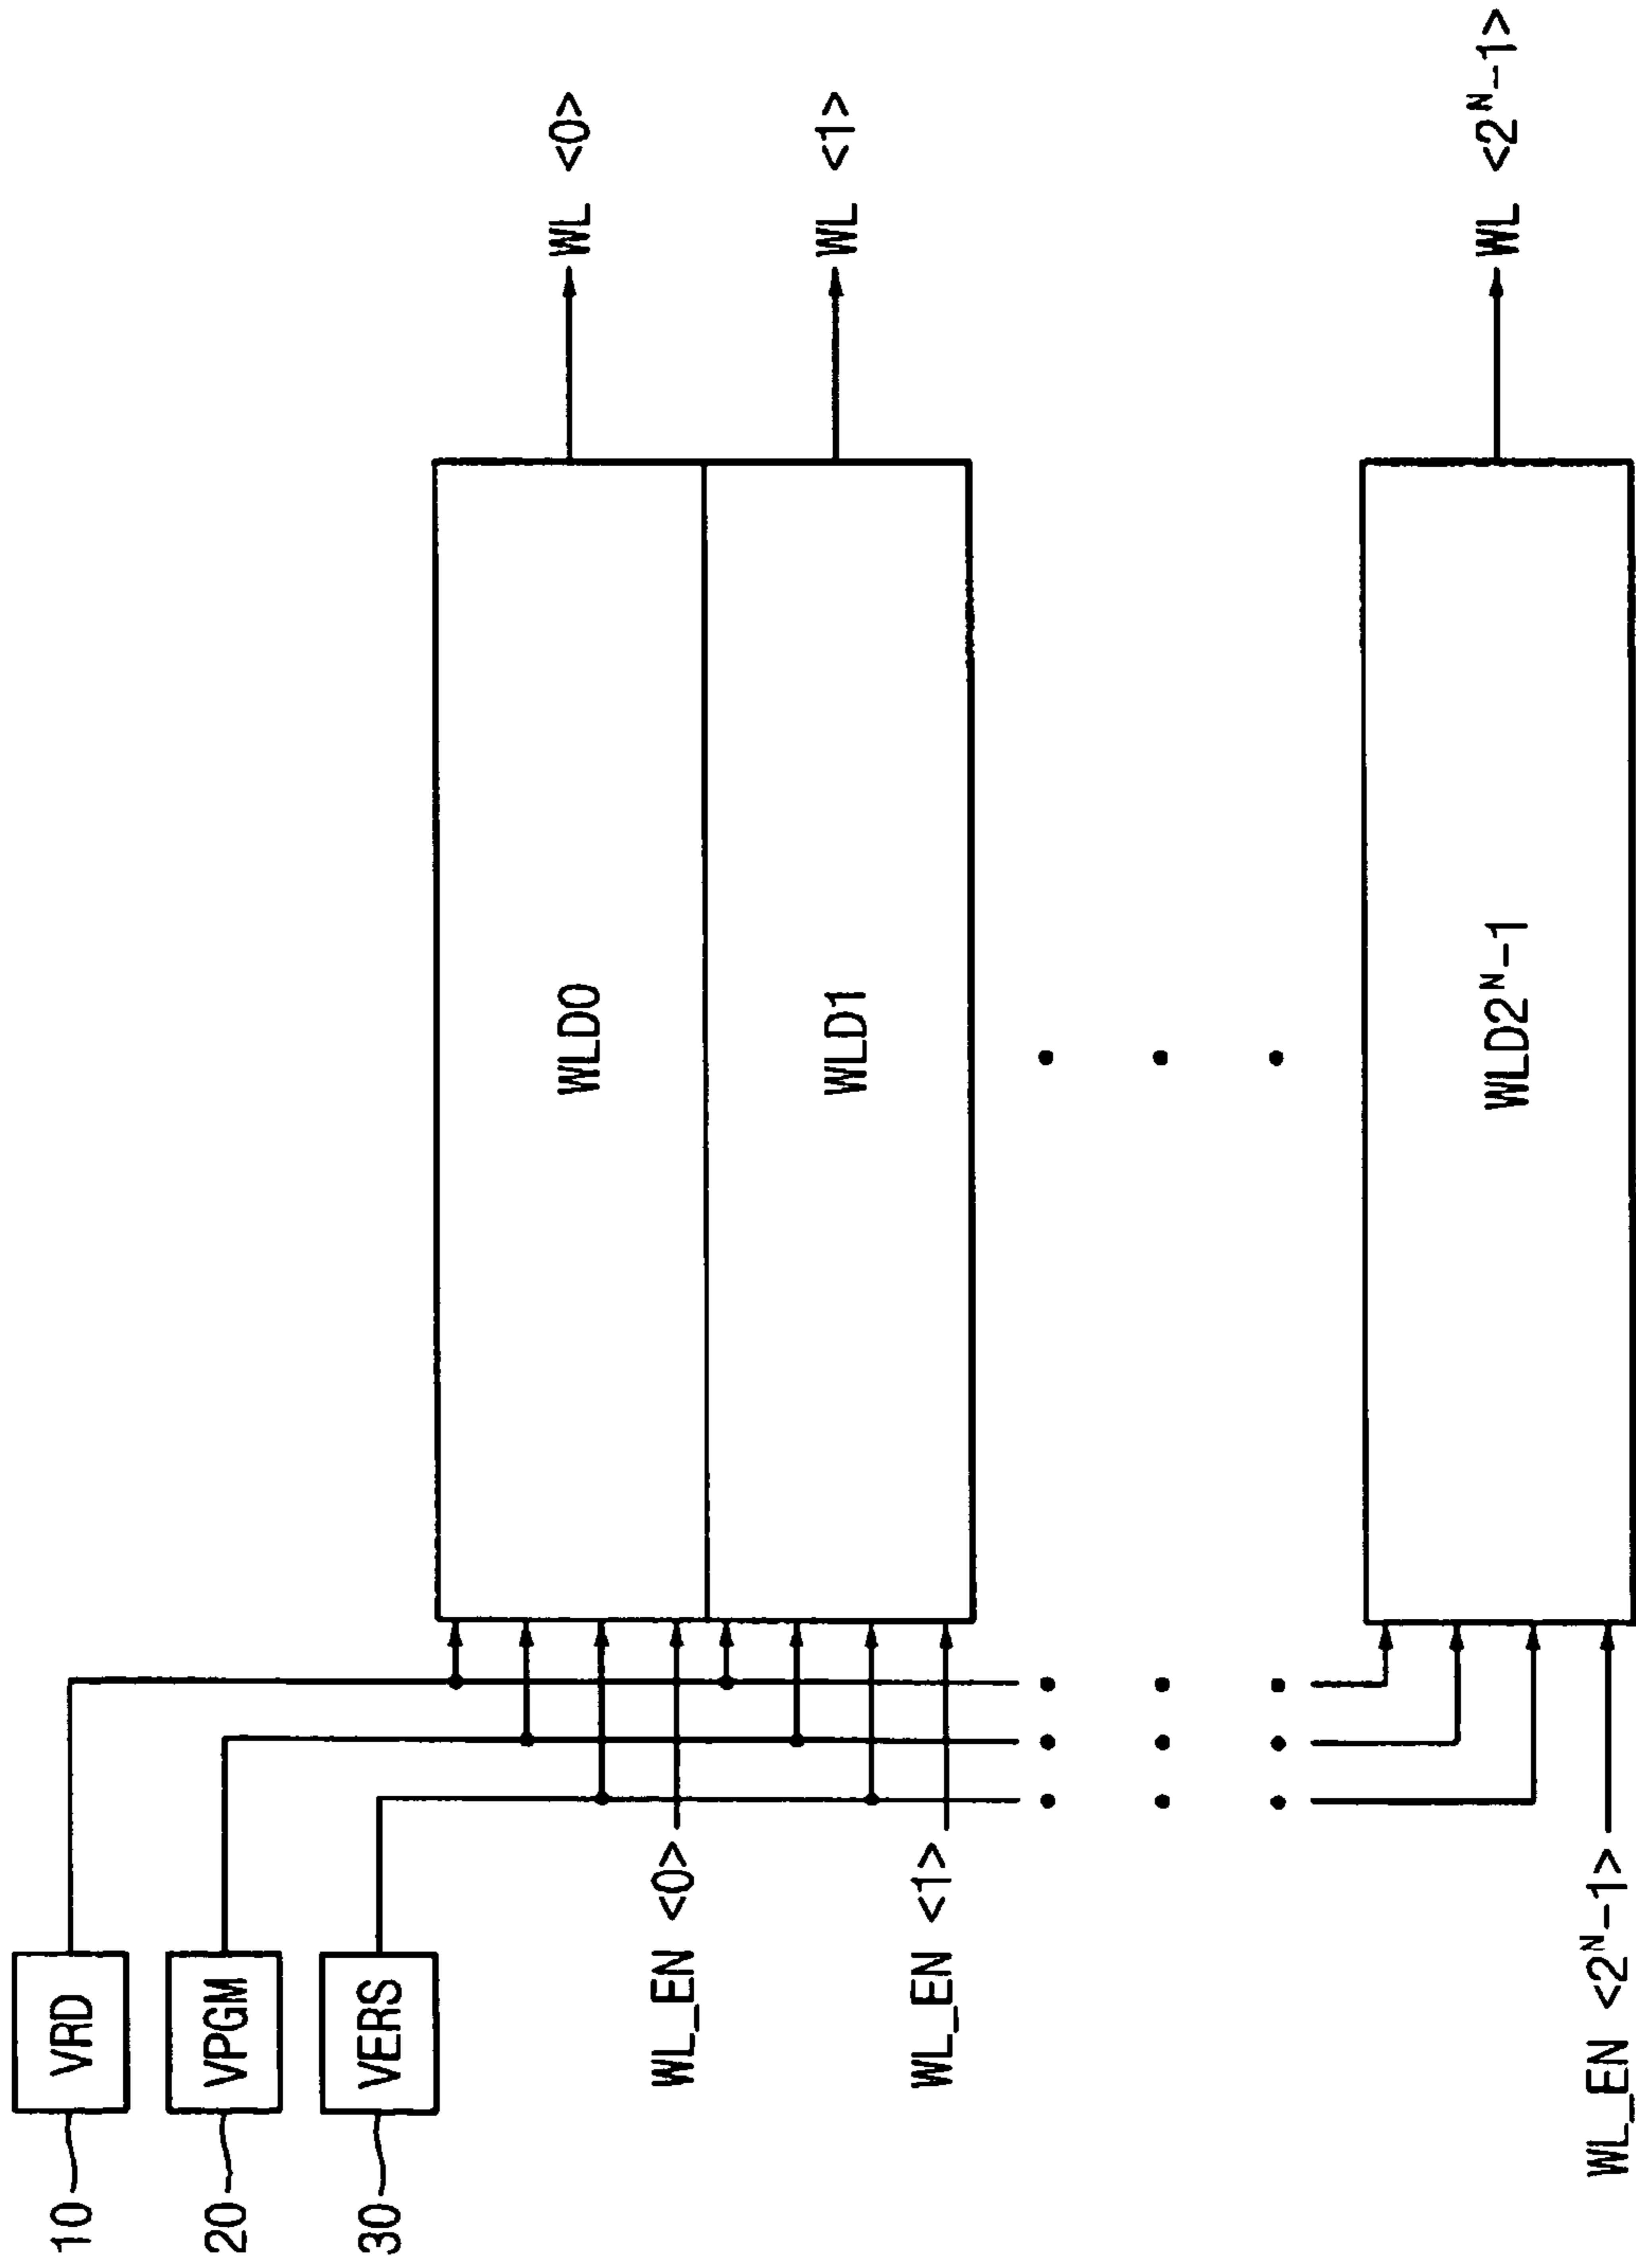 10
VRD
20
VPGM
30
VERS
WL_EN <0>
WL_EN <1>
WL_EN <2ᴺ-1>
WLD0
WLD1
WLD2ᴺ-1
WL <0>
WL <1>
WL <2ᴺ-1>